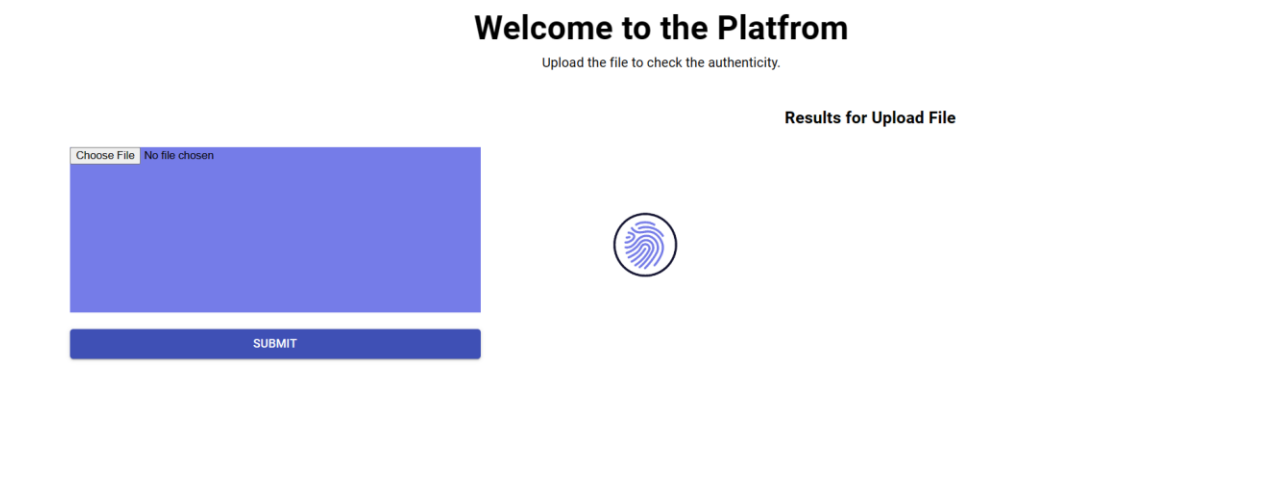 Welcome to the Platfrom
Upload the file to check the authenticity.
Results for Upload File
Choose File No file chosen
SUBMIT